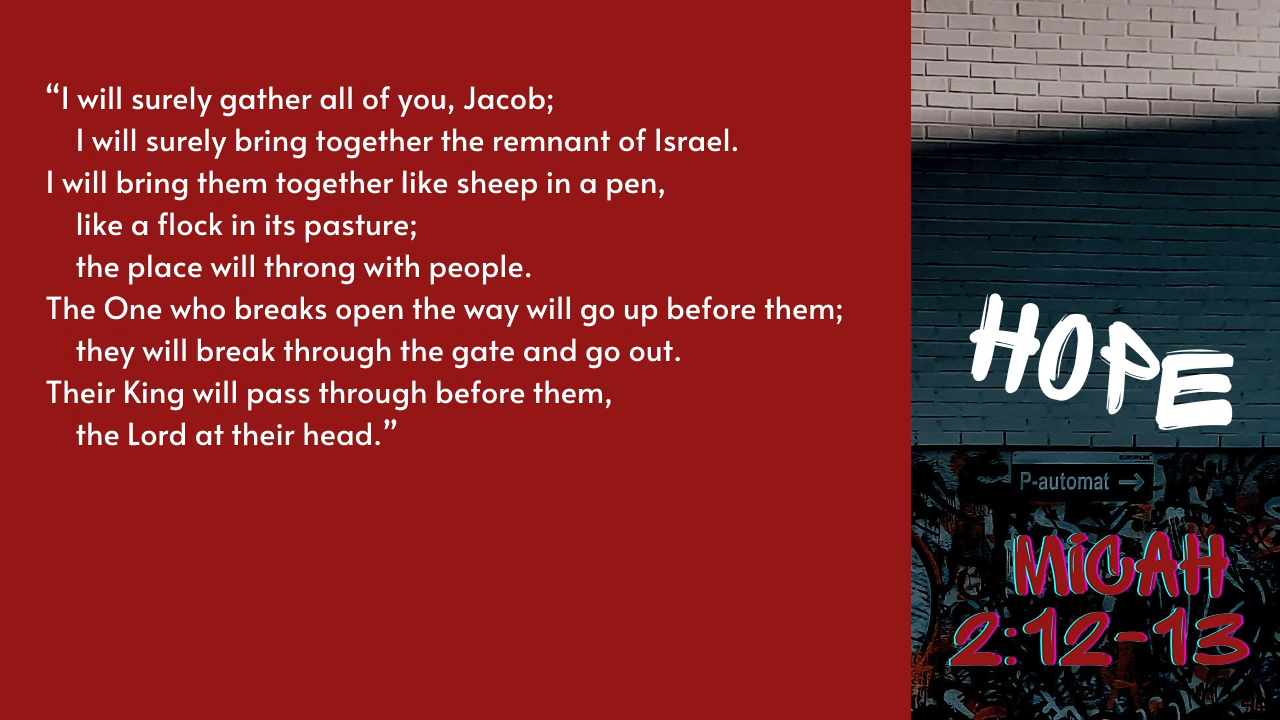 “I will surely gather all of you, Jacob;
I will surely bring together the remnant of Israel.
I will bring them together like sheep in a pen,
like a flock in its pasture;
the place will throng with people.
The One who breaks open the way will go up before them;
they will break through the gate and go out.
Their King will pass through before them,
the Lord at their head.”
HOPE
P-automat →
MiCAH
2:12-13